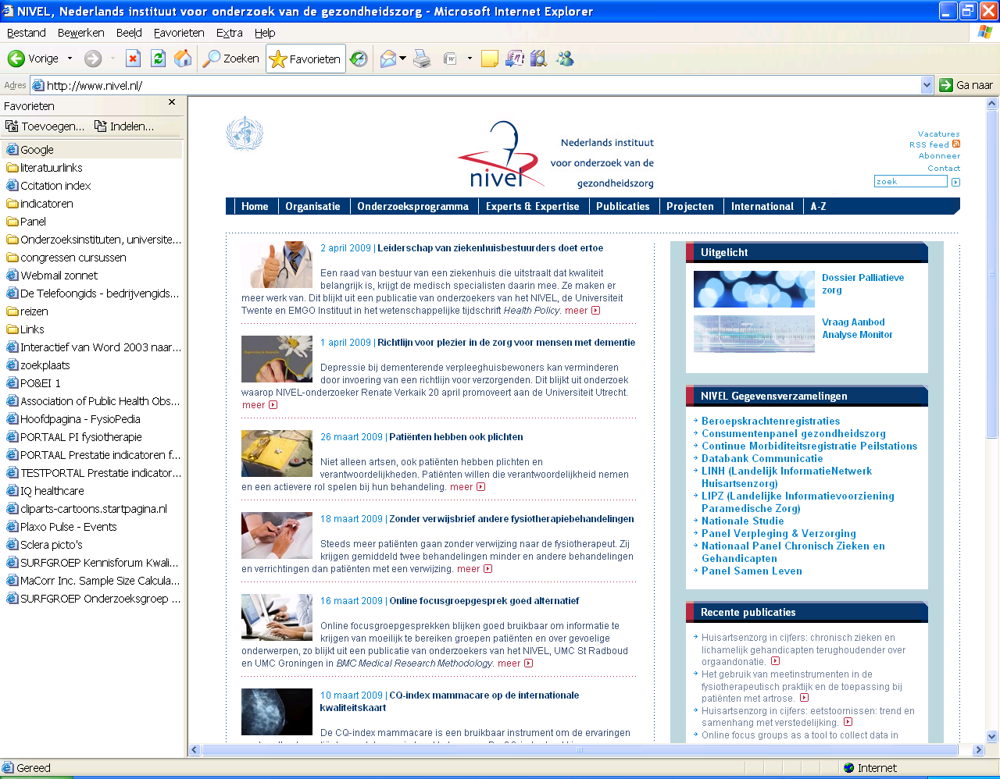 NIVEL, Nederlands instituut voor onderzoek van de gezondheidszorg - Microsoft Internet Explorer
Bestand Bewerken Beeld Favorieten Extra Help
Vorige Zoeken Favorieten
Adres http://www.nivel.nl/ Ga naar
Favorieten
Toevoegen... Indelen...
Google
literatuurlinks
Ccitation index
indicatoren
Panel
Onderzoeksinstituten, universite...
congressen cursussen
Webmail zonnet
De Telefoongids - bedrijvengids...
reizen
Links
Interactief van Word 2003 naar...
zoekplaats
PO&EI 1
Association of Public Health Obs...
Hoofdpagina - FysioPedia
PORTAAL PI fysiotherapie
PORTAAL Prestatie indicatoren f...
TESTPORTAL Prestatie indicator...
IQ healthcare
cliparts-cartoons.startpagina.nl
Plaxo Pulse - Events
Sclera picto's
SURFGROEP Kennisforum Kwali...
MaCorr Inc. Sample Size Calcula...
SURFGROEP Onderzoeksgroep ...
nivel
Nederlands instituut
voor onderzoek van de
gezondheidszorg
Vacatures
RSS feed
Abonneer
Contact
zoek
Home Organisatie Onderzoeksprogramma Experts & Expertise Publicaties Projecten International A-Z
2 april 2009 | Leiderschap van ziekenhuisbestuurders doet ertoe
Een raad van bestuur van een ziekenhuis die uitstraalt dat kwaliteit
belangrijk is, krijgt de medisch specialisten daarin mee. Ze maken er
meer werk van. Dit blijkt uit een publicatie van onderzoekers van het NIVEL, de Universiteit
Twente en EMGO Instituut in het wetenschappelijke tijdschrift Health Policy. meer
1 april 2009 | Richtlijn voor plezier in de zorg voor mensen met dementie
Depressie bij dementerende verpleeghuisbewoners kan verminderen
door invoering van een richtlijn voor verzorgenden. Dit blijkt uit onderzoek
waarop NIVEL-onderzoeker Renate Verkaik 20 april promoveert aan de Universiteit Utrecht.
meer
26 maart 2009 | Patiënten hebben ook plichten
Niet alleen artsen, ook patiënten hebben plichten en
verantwoordelijkheden. Patiënten willen die verantwoordelijkheid nemen
en een actievere rol spelen bij hun behandeling. meer
18 maart 2009 | Zonder verwijsbrief andere fysiotherapiebehandelingen
Steeds meer patiënten gaan zonder verwijzing naar de fysiotherapeut. Zij
krijgen gemiddeld twee behandelingen minder en andere behandelingen
en verrichtingen dan patiënten met een verwijzing. meer
16 maart 2009 | Online focusgroepgesprek goed alternatief
Online focusgroepgesprekken blijken goed bruikbaar om informatie te
krijgen van moeilijk te bereiken groepen patiënten en over gevoelige
onderwerpen, zo blijkt uit een publicatie van onderzoekers van het NIVEL, UMC St Radboud
en UMC Groningen in BMC Medical Research Methodology. meer
10 maart 2009 | CQ-index mammacare op de internationale
kwaliteitskaart
De CQ-index mammacare is een bruikbaar instrument om de ervaringen
Uitgelicht
Dossier Palliatieve
zorg
Vraag Aanbod
Analyse Monitor
NIVEL Gegevensverzamelingen
Beroepskrachtenregistraties
Consumentenpanel gezondheidszorg
Continue Morbiditeitsregistratie Peilstations
Databank Communicatie
LINH (Landelijk InformatieNetwerk
Huisartsenzorg)
LIPZ (Landelijke Informatievoorziening
Paramedische Zorg)
Nationale Studie
Panel Verpleging & Verzorging
Nationaal Panel Chronisch Zieken en
Gehandicapten
Panel Samen Leven
Recente publicaties
Huisartsenzorg in cijfers: chronisch zieken en
lichamelijk gehandicapten terughoudender over
orgaandonatie.
Het gebruik van meetinstrumenten in de
fysiotherapeutisch praktijk en de toepassing bij
patiënten met artrose.
Huisartsenzorg in cijfers: eetstoornissen: trend en
samenhang met verstedelijking.
Online focus groups as a tool to collect data in
Gereed Internet